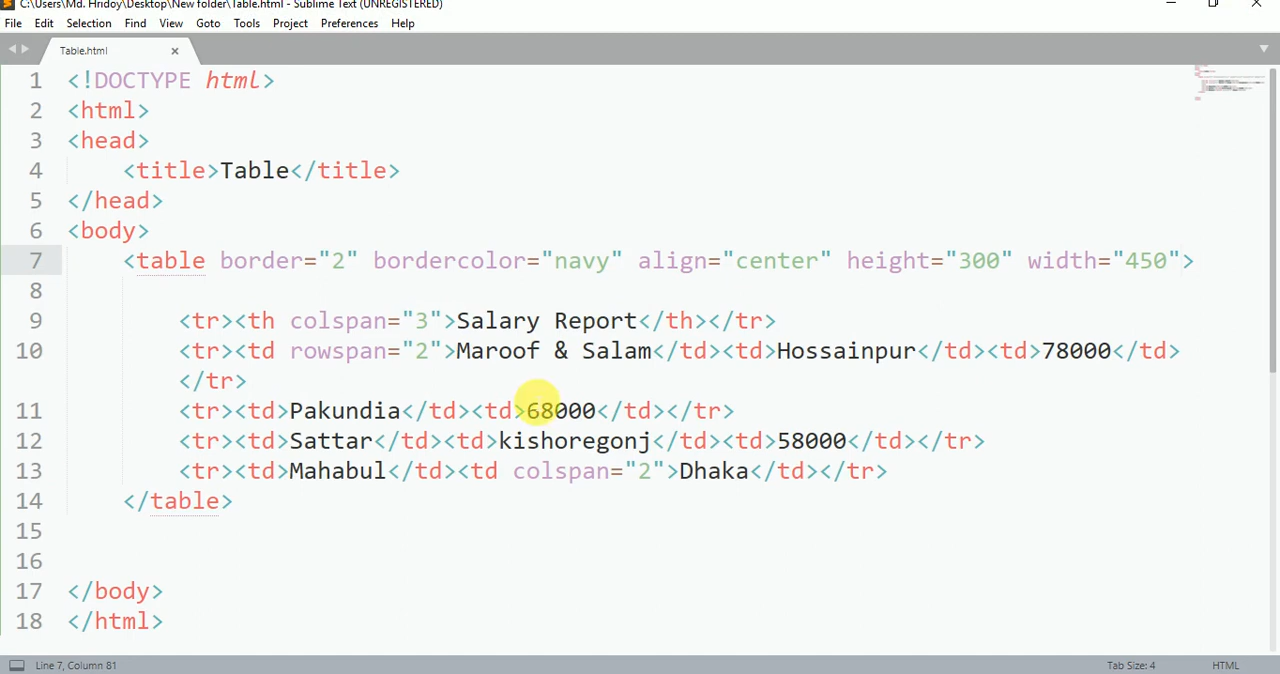 C:\Users\Md. Hridoy\Desktop\New folder\Table.html - Sublime Text (UNREGISTERED)
File Edit Selection Find View Goto Tools Project Preferences Help
Table.html
1 <!DOCTYPE html>
2 <html>
3 <head>
4 <title>Table</title>
5 </head>
6 <body>
7 <table border="2" bordercolor="navy" align="center" height="300" width="450">
8
9 <tr><th colspan="3">Salary Report</th></tr>
10 <tr><td rowspan="2">Maroof & Salam</td><td>Hossainpur</td><td>78000</td>
</tr>
11 <tr><td>Pakundia</td><td>68000</td></tr>
12 <tr><td>Sattar</td><td>kishoregonj</td><td>58000</td></tr>
13 <tr><td>Mahabul</td><td colspan="2">Dhaka</td></tr>
14 </table>
15
16
17 </body>
18 </html>
Line 7, Column 81 Tab Size: 4 HTML